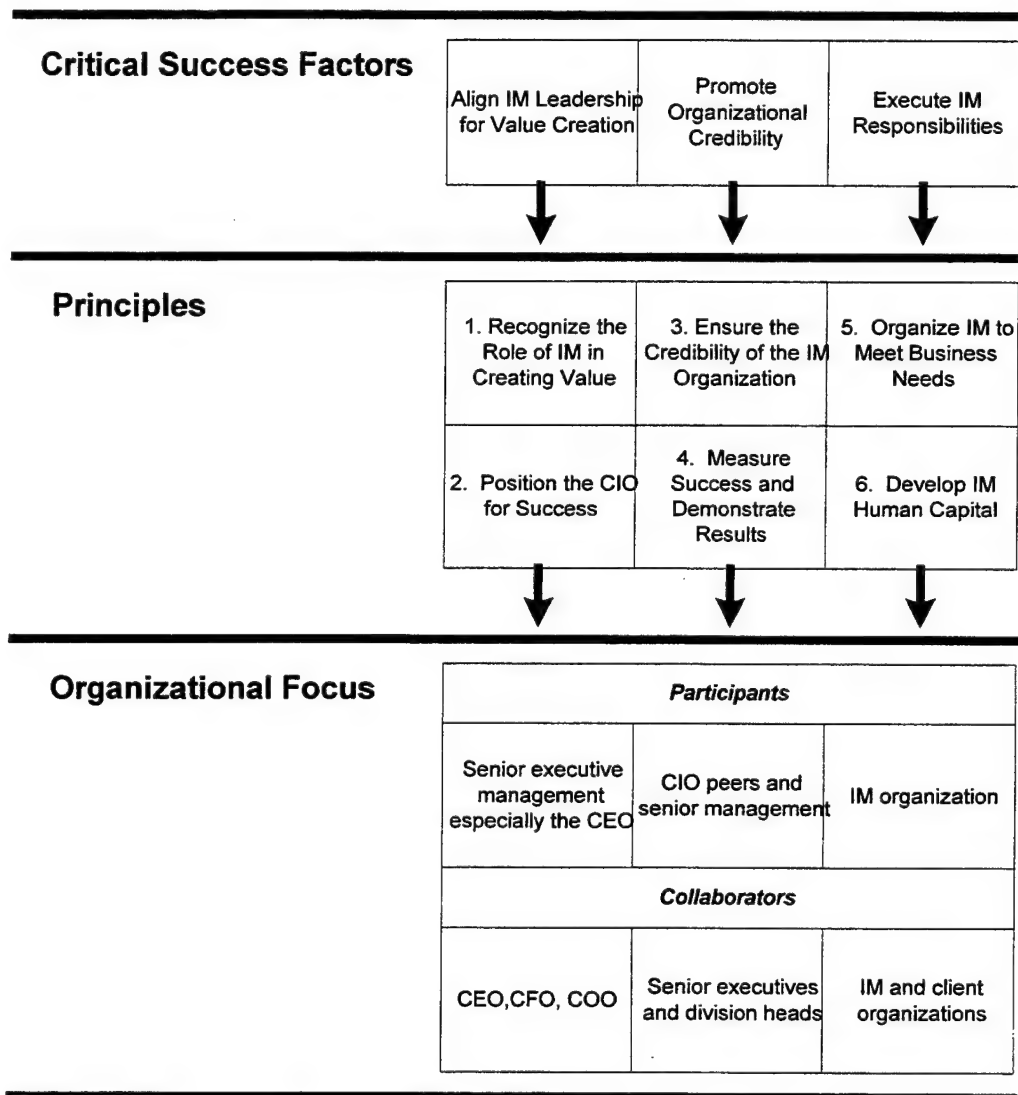 Critical Success Factors
Align IM Leadership
for Value Creation
Promote
Organizational
Credibility
Execute IM
Responsibilities
Principles
1. Recognize the
Role of IM in
Creating Value
3. Ensure the
Credibility of the IM
Organization
5. Organize IM to
Meet Business
Needs
2. Position the CIO
for Success
4. Measure
Success and
Demonstrate
Results
6. Develop IM
Human Capital
Organizational Focus
Participants
Senior executive
management
especially the CEO
CIO peers and
senior management
IM organization
Collaborators
CEO,CFO, COO
Senior executives
and division heads
IM and client
organizations